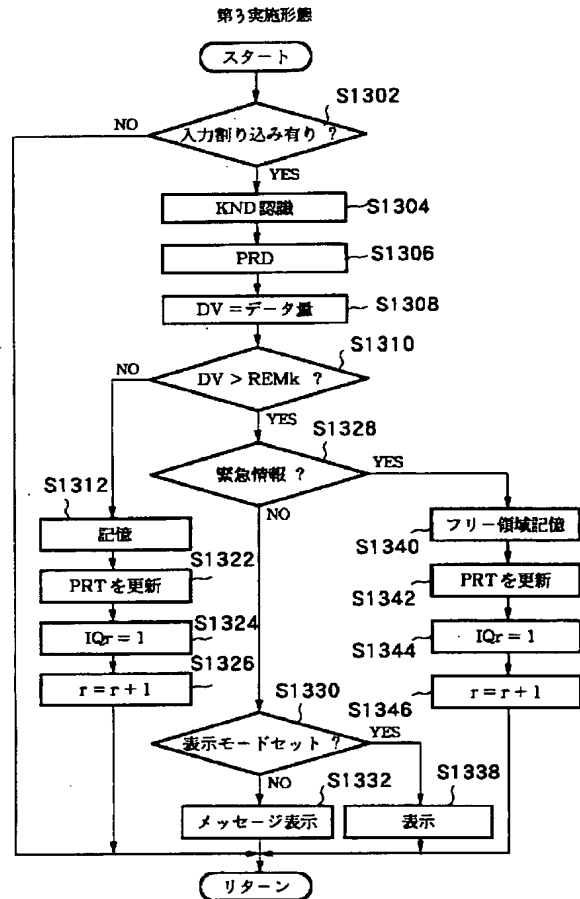 第3実施形態
スタート
S1302
NO
入力割り込み有り ?
YES
KND 認識
S1304
PRD
S1306
DV = データ量
S1308
S1310
NO
DV > REMk ?
YES
S1328
緊急情報 ?
YES
NO
S1312
記憶
フリー領域記憶
S1340
PRTを更新
S1322
PRTを更新
S1342
IQr = 1
S1324
IQr = 1
S1344
r = r + 1
S1326
r = r + 1
S1346
S1330
表示モードセット ?
YES
NO
S1332
メッセージ表示
S1338
表示
リターン